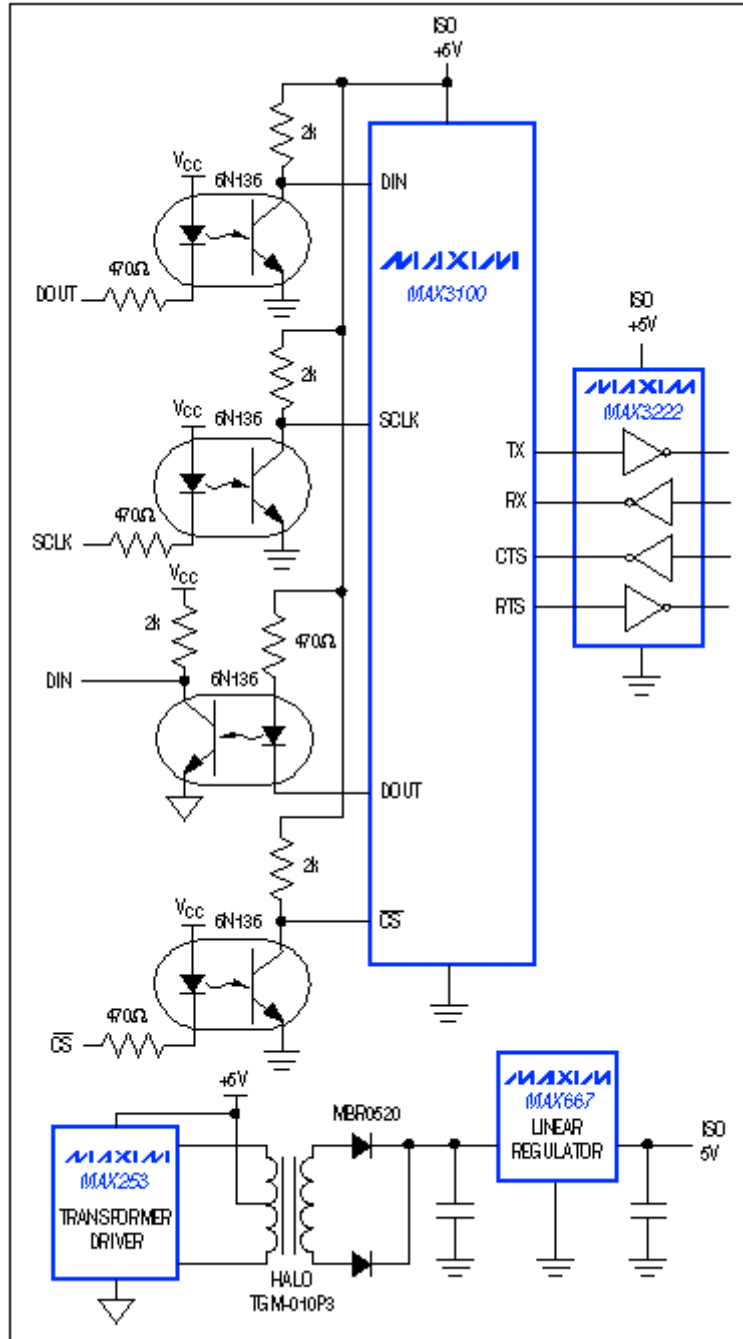 ISO
+5V
2k
VCC
6N136
DIN
470Ω
DOUT
MAXIM
MAX3100
2k
VCC
6N136
SCLK
470Ω
SCLK
ISO
+5V
MAXIM
MAX3222
TX
RX
CTS
RTS
VCC
2k
470Ω
DIN
6N136
DOUT
2k
VCC
6N136
CS
470Ω
CS
+5V
MAXIM
MAX253
TRANSFORMER
DRIVER
HALO
TGM-010P3
MBR0520
MAXIM
MAX667
LINEAR
REGULATOR
ISO
5V